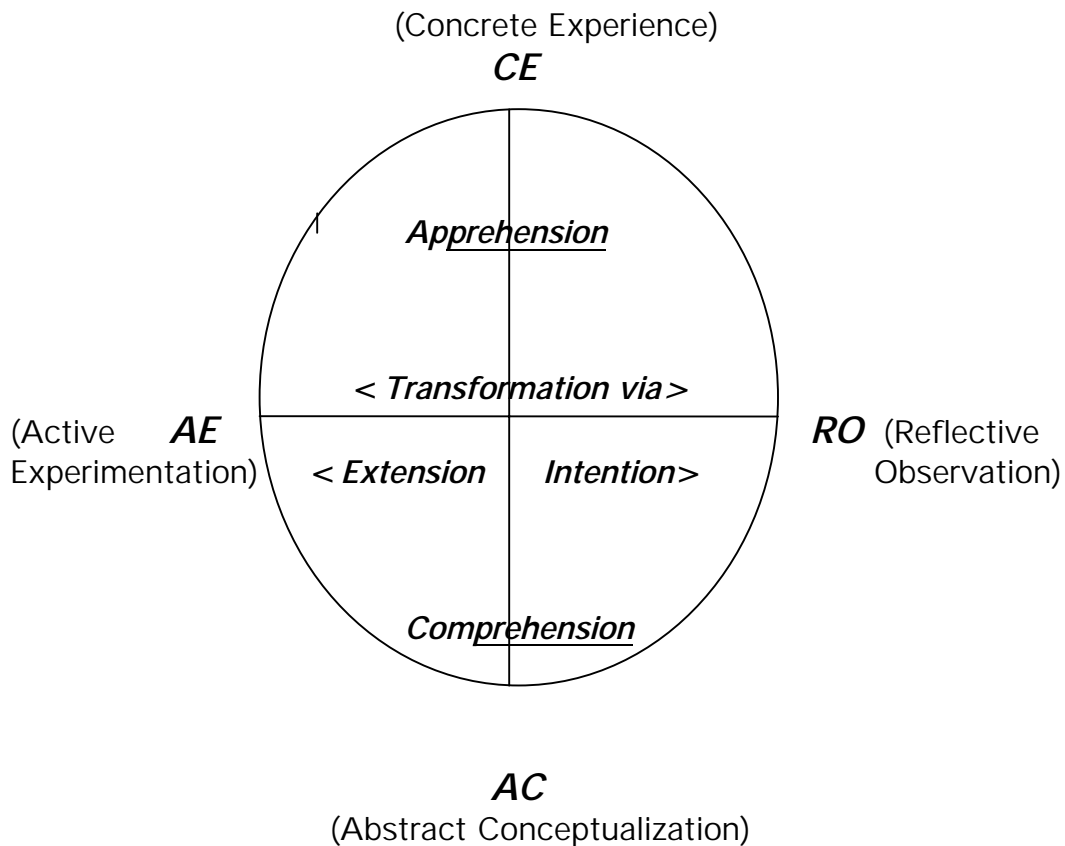 (Concrete Experience)
CE
Apprehension
< Transformation via >
(Active AE
Experimentation)
RO (Reflective
Observation)
< Extension Intention>
Comprehension
AC
(Abstract Conceptualization)